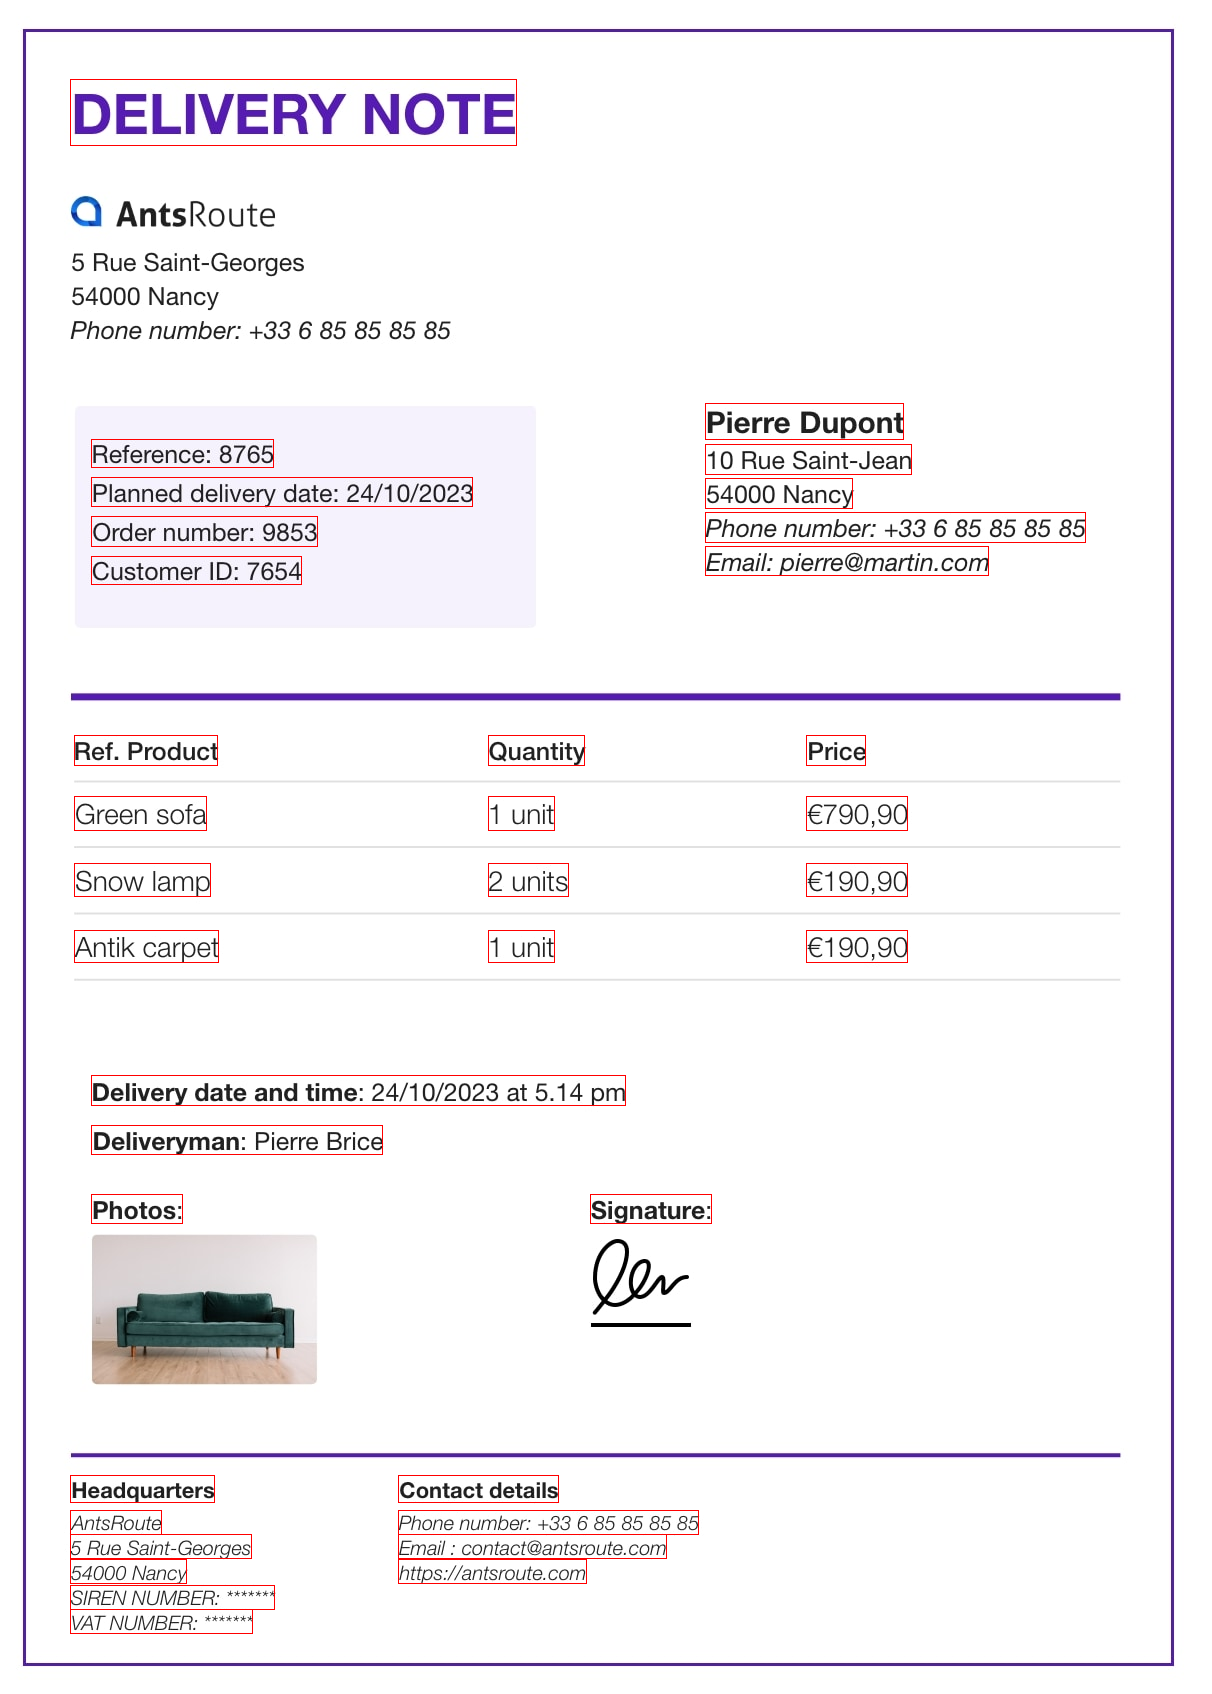 DELIVERY NOTE
AntsRoute
5 Rue Saint-Georges
54000 Nancy
Phone number: +33 6 85 85 85 85
Reference: 8765
Planned delivery date: 24/10/2023
Order number: 9853
Customer ID: 7654
Pierre Dupont
10 Rue Saint-Jean
54000 Nancy
Phone number: +33 6 85 85 85 85
Email: pierre@martin.com
Ref. Product Quantity Price
Green sofa 1 unit €790,90
Snow lamp 2 units €190,90
Antik carpet 1 unit €190,90
Delivery date and time: 24/10/2023 at 5.14 pm
Deliveryman: Pierre Brice
Photos:
Signature:
Headquarters
AntsRoute
5 Rue Saint-Georges
54000 Nancy
SIREN NUMBER: *******
VAT NUMBER: *******
Contact details
Phone number: +33 6 85 85 85 85
Email : contact@antsroute.com
https://antsroute.com